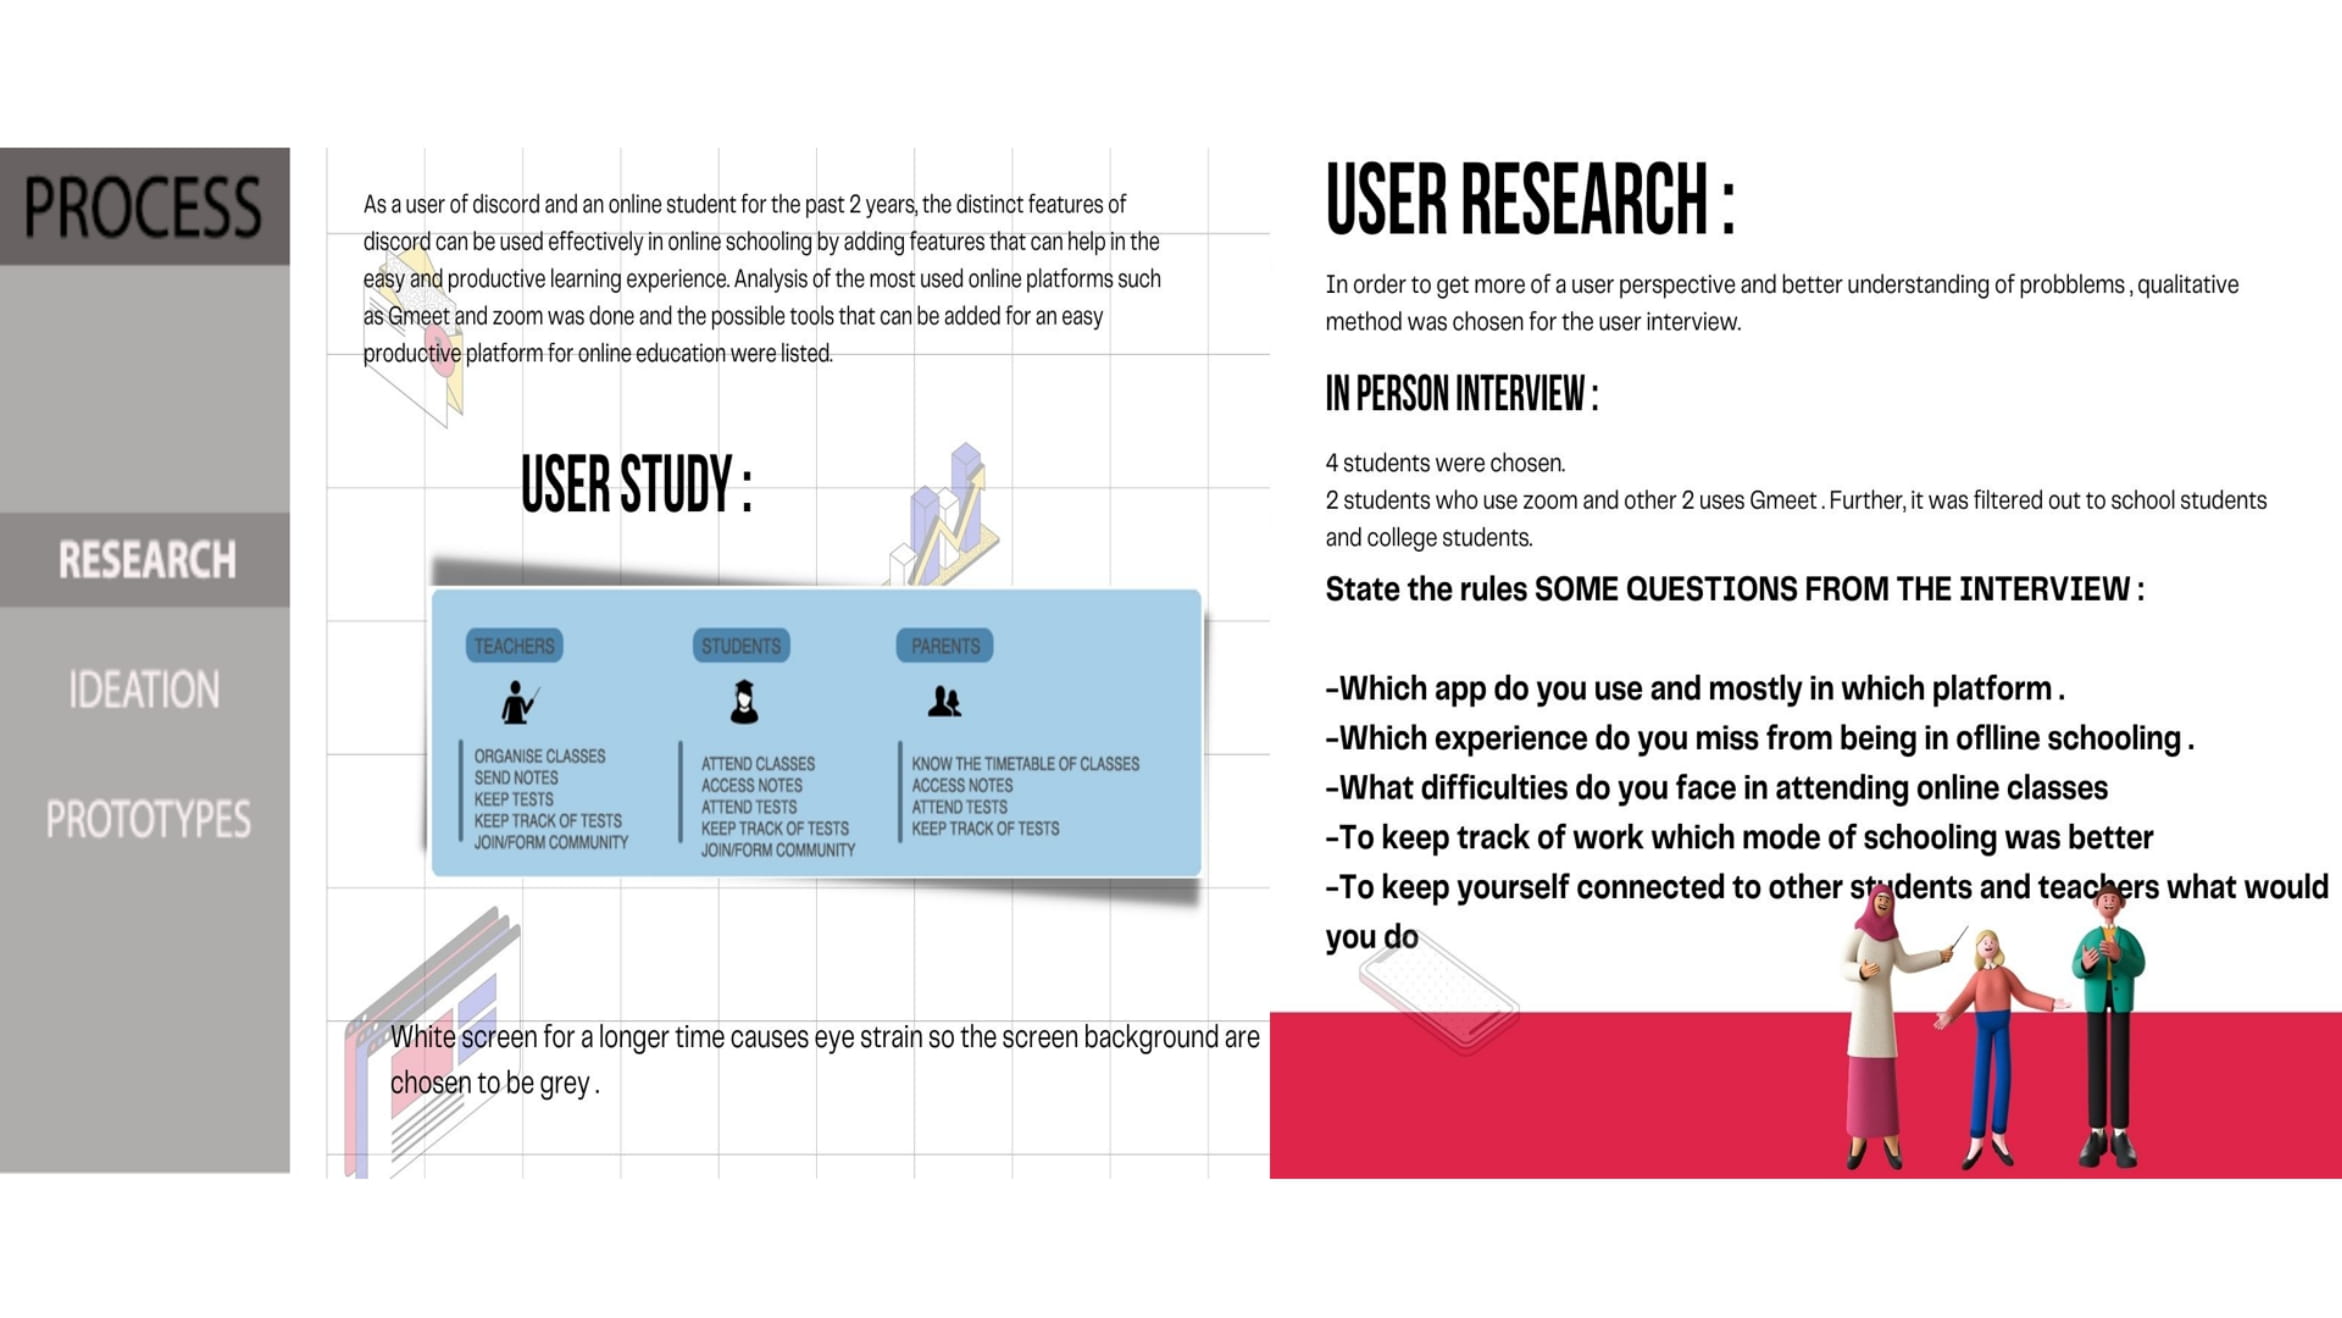 PROCESS
RESEARCH
IDEATION
PROTOTYPES
As a user of discord and an online student for the past 2 years, the distinct features of
discord can be used effectively in online schooling by adding features that can help in the
easy and productive learning experience. Analysis of the most used online platforms such
as Gmeet and zoom was done and the possible tools that can be added for an easy
productive platform for online education were listed.
USER STUDY :
TEACHERS
ORGANISE CLASSES
SEND NOTES
KEEP TESTS
KEEP TRACK OF TESTS
JOIN/FORM COMMUNITY
STUDENTS
ATTEND CLASSES
ACCESS NOTES
ATTEND TESTS
KEEP TRACK OF TESTS
JOIN/FORM COMMUNITY
PARENTS
KNOW THE TIMETABLE OF CLASSES
ACCESS NOTES
ATTEND TESTS
KEEP TRACK OF TESTS
White screen for a longer time causes eye strain so the screen background are
chosen to be grey .
USER RESEARCH :
In order to get more of a user perspective and better understanding of probblems , qualitative
method was chosen for the user interview.
IN PERSON INTERVIEW :
4 students were chosen.
2 students who use zoom and other 2 uses Gmeet . Further, it was filtered out to school students
and college students.
State the rules SOME QUESTIONS FROM THE INTERVIEW :
-Which app do you use and mostly in which platform .
-Which experience do you miss from being in oflline schooling .
-What difficulties do you face in attending online classes
-To keep track of work which mode of schooling was better
-To keep yourself connected to other students and teachers what would
you do